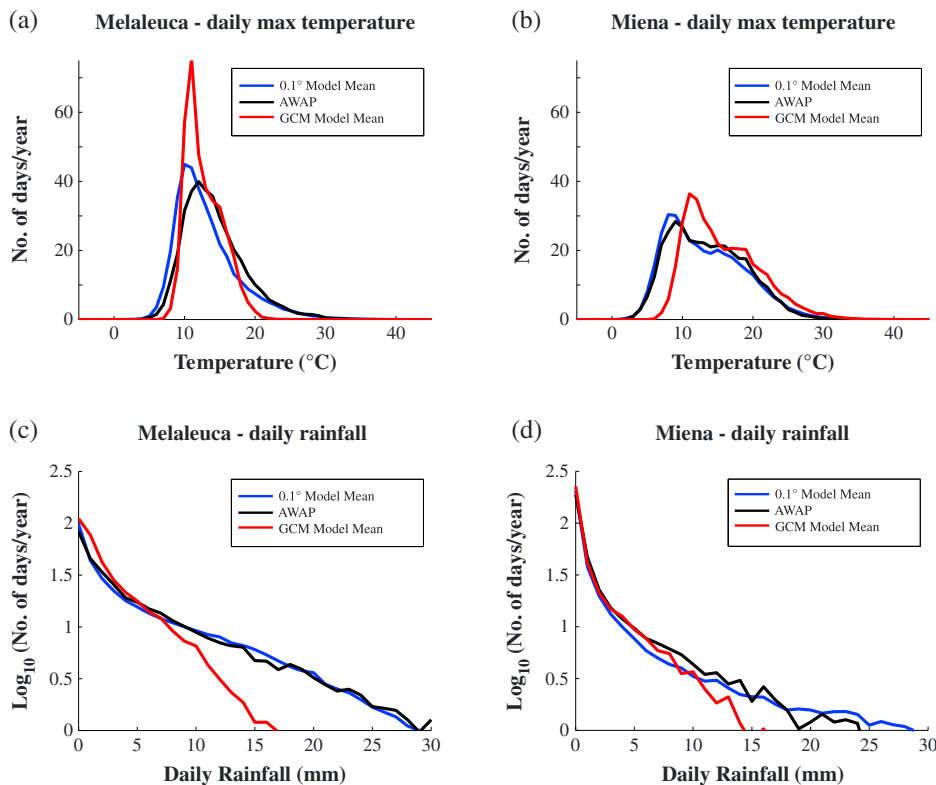 (a) Melaleuca - daily max temperature
No. of days/year
60
40
20
0
0.1° Model Mean
AWAP
GCM Model Mean
0 10 20 30 40
Temperature (°C)
(b) Miena - daily max temperature
No. of days/year
60
40
20
0
0.1° Model Mean
AWAP
GCM Model Mean
0 10 20 30 40
Temperature (°C)
(c) Melaleuca - daily rainfall
Log10 (No. of days/year)
2.5
2
1.5
1
0.5
0
0.1° Model Mean
AWAP
GCM Model Mean
0 5 10 15 20 25 30
Daily Rainfall (mm)
(d) Miena - daily rainfall
Log10 (No. of days/year)
2.5
2
1.5
1
0.5
0
0.1° Model Mean
AWAP
GCM Model Mean
0 5 10 15 20 25 30
Daily Rainfall (mm)